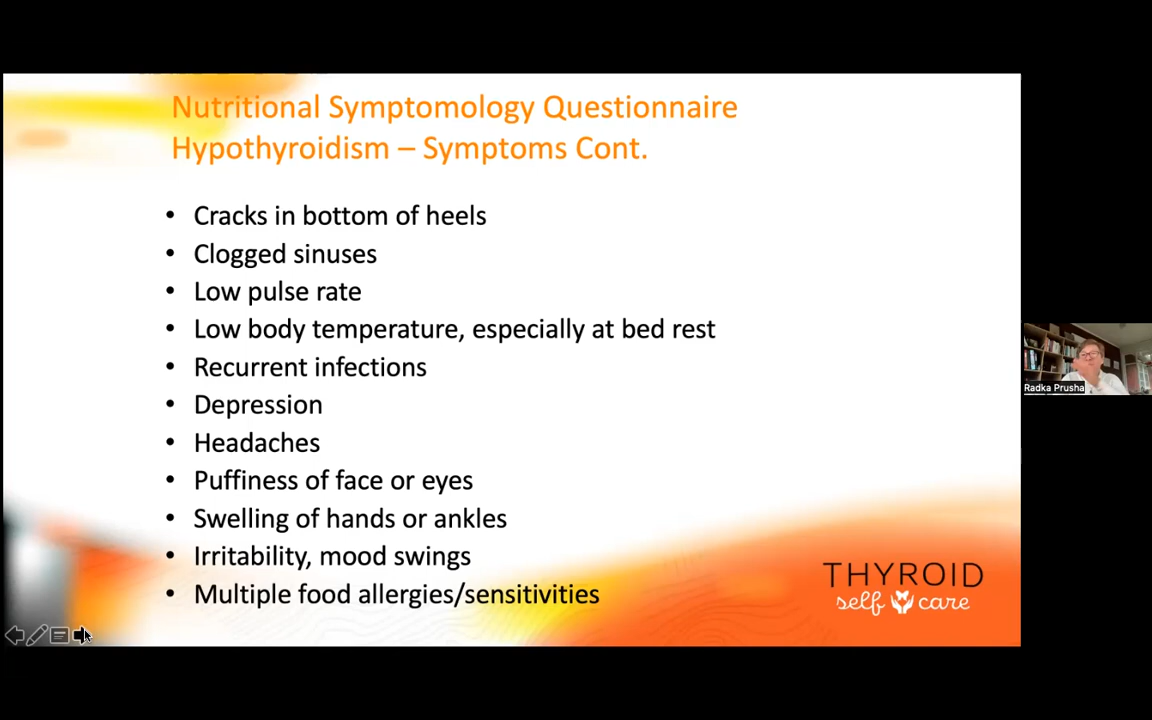 Nutritional Symptomology Questionnaire
Hypothyroidism – Symptoms Cont.
• Cracks in bottom of heels
• Clogged sinuses
• Low pulse rate
• Low body temperature, especially at bed rest
• Recurrent infections
• Depression
• Headaches
• Puffiness of face or eyes
• Swelling of hands or ankles
• Irritability, mood swings
• Multiple food allergies/sensitivities
THYROID
self care
Radka Prusha